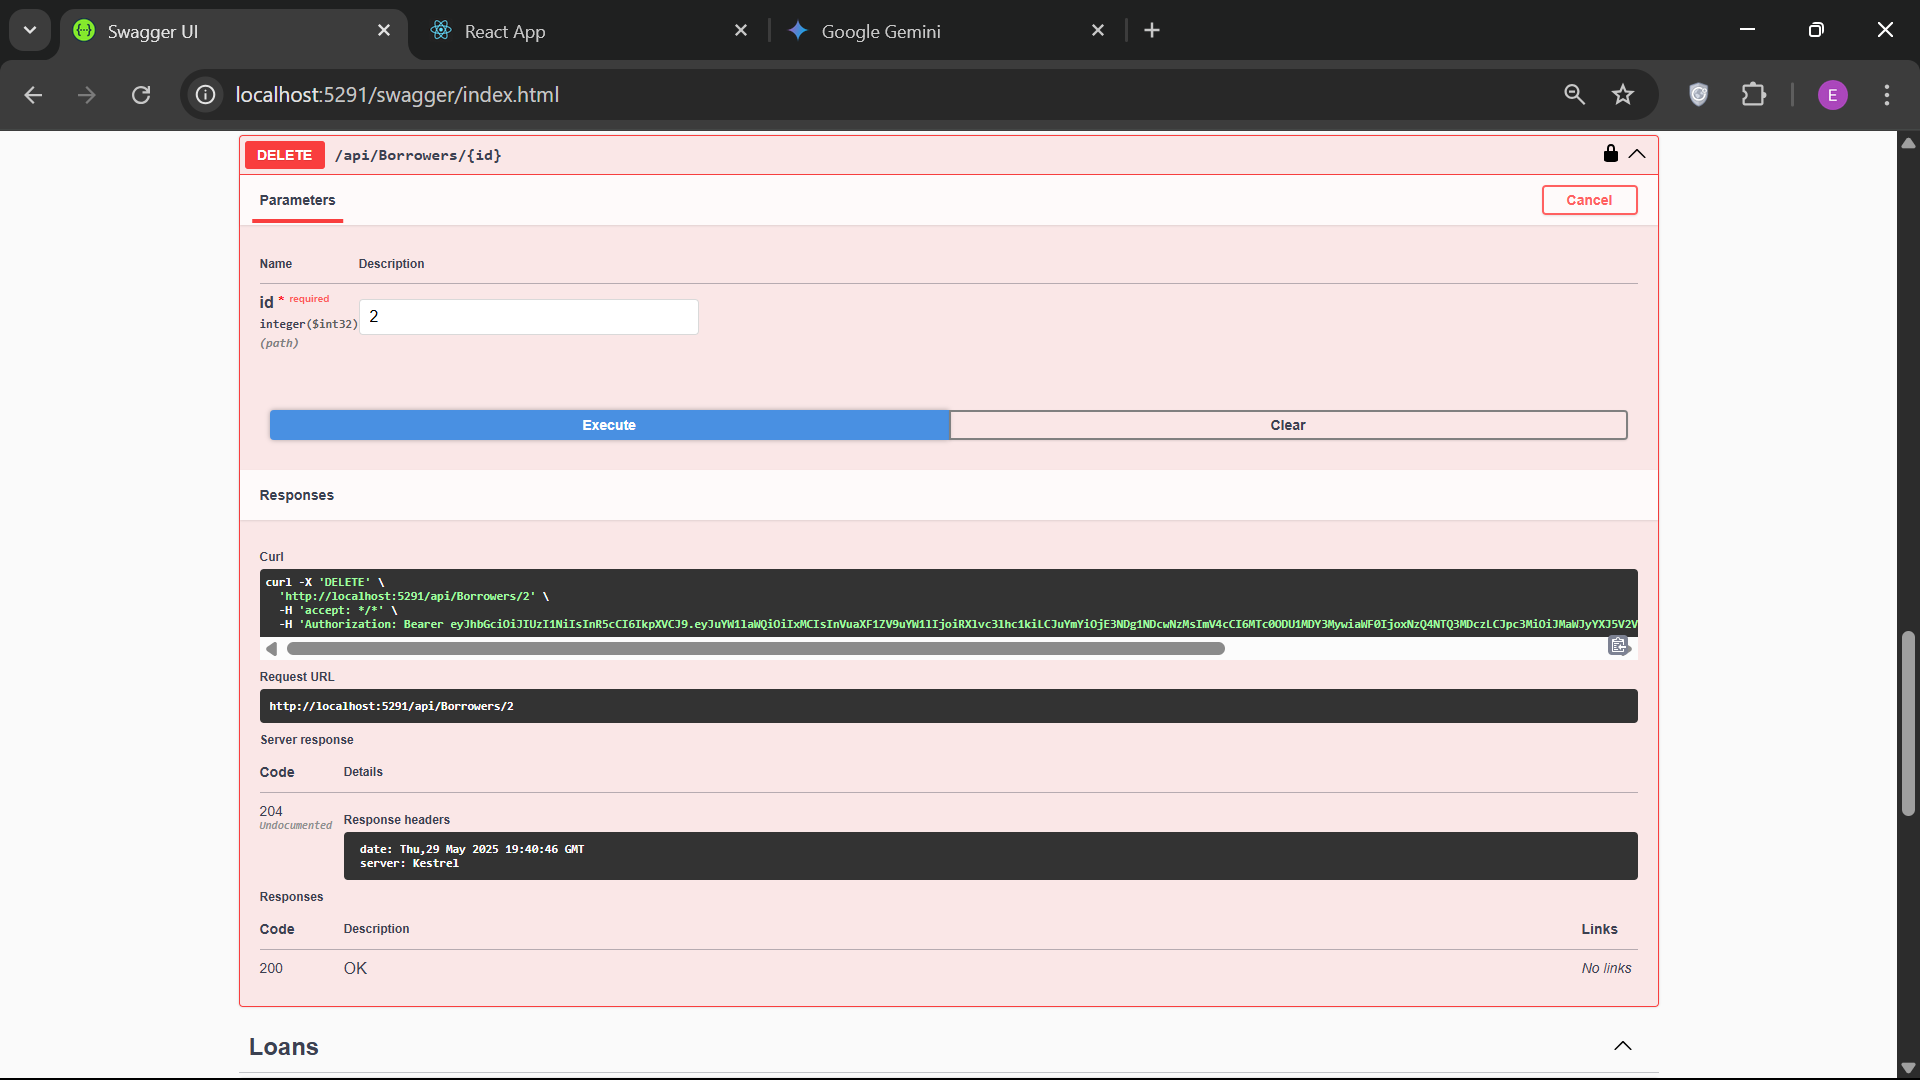 Swagger UI
React App
Google Gemini
localhost:5291/swagger/index.html
E
DELETE /api/Borrowers/{id}
Parameters
Cancel
Name Description
id * required
integer($int32)
(path)
2
Execute
Clear
Responses
Curl
curl -X 'DELETE' \
'http://localhost:5291/api/Borrowers/2' \
-H 'accept: */*' \
-H 'Authorization: Bearer
Request URL
http://localhost:5291/api/Borrowers/2
Server response
Code Details
204
Undocumented
Response headers
date: Thu,29 May 2025 19:40:46 GMT
server: Kestrel
Responses
Code Description Links
200 OK No links
Loans